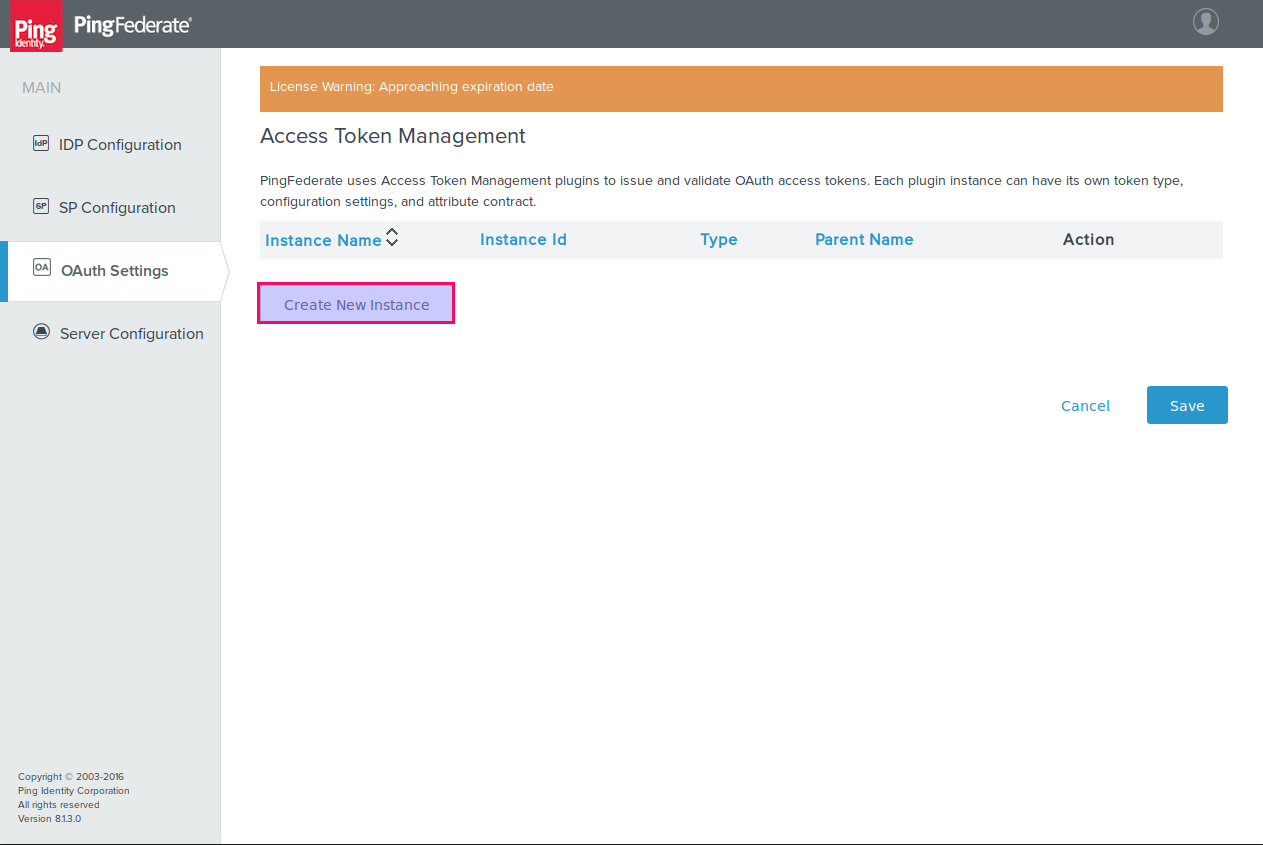 Ping
Identity.
PingFederate®
MAIN
IdP IDP Configuration
SP SP Configuration
OA OAuth Settings
Server Configuration
License Warning: Approaching expiration date
Access Token Management
PingFederate uses Access Token Management plugins to issue and validate OAuth access tokens. Each plugin instance can have its own token type,
configuration settings, and attribute contract.
Instance Name Instance Id Type Parent Name Action
Create New Instance
Cancel Save
Copyright © 2003-2016
Ping Identity Corporation
All rights reserved
Version 8.1.3.0